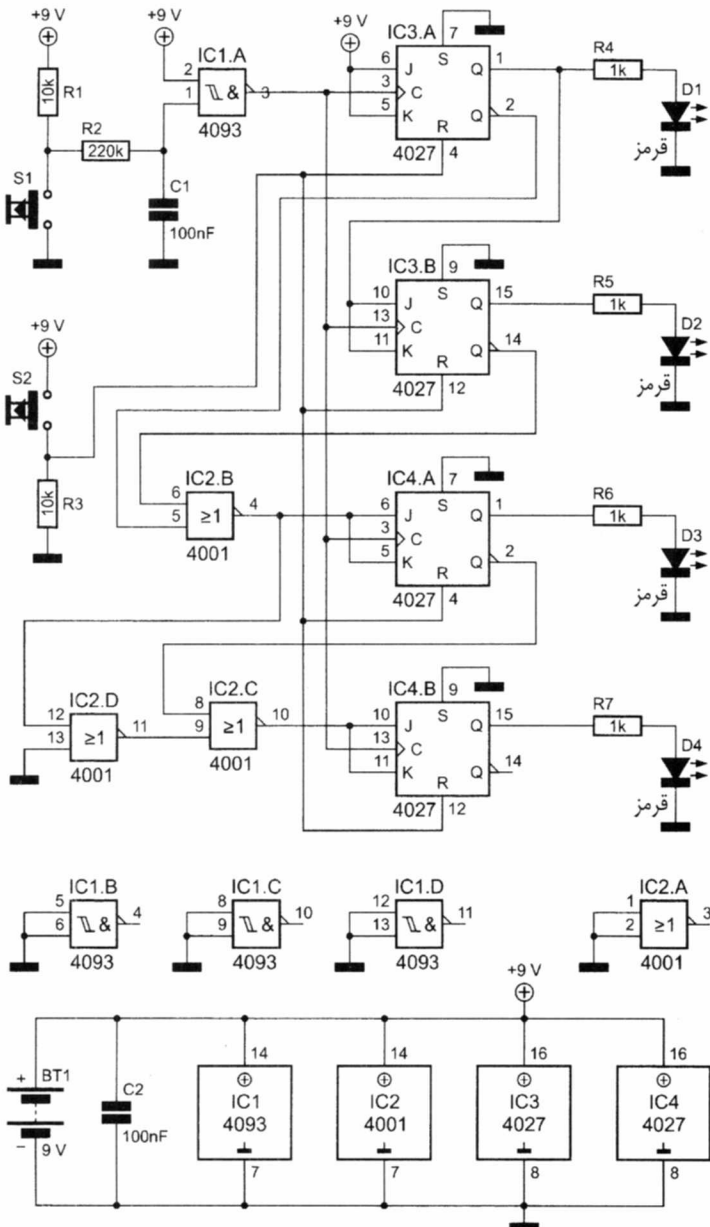 +9 V
+9 V
+9 V
IC1.A
IC3.A
7
S
2
1
&
3
4093
6
J
3
C
5
K
Q
1
Q
2
R
4
4027
R1
10k
R2
220k
C1
100nF
S1
R4
1k
D1
قرمز
IC3.B
9
S
10
J
13
C
11
K
Q
15
Q
14
R
12
4027
R5
1k
D2
قرمز
+9 V
S2
10k
R3
IC2.B
6
5
≥1
4
4001
IC4.A
7
S
6
J
3
C
5
K
Q
1
Q
2
R
4
4027
R6
1k
D3
قرمز
IC2.D
12
13
≥1
11
4001
IC2.C
8
9
≥1
10
4001
IC4.B
9
S
10
J
13
C
11
K
Q
15
Q
14
R
12
4027
R7
1k
D4
قرمز
IC1.B
5
6
&
4
4093
IC1.C
8
9
&
10
4093
IC1.D
12
13
&
11
4093
IC2.A
1
2
≥1
3
4001
+9 V
+
BT1
−
9 V
C2
100nF
14
IC1
4093
7
14
IC2
4001
7
16
IC3
4027
8
16
IC4
4027
8